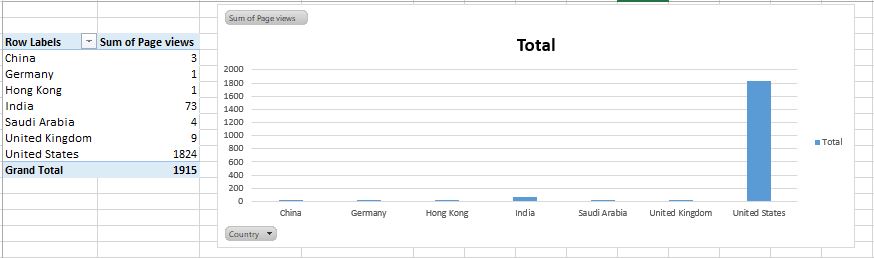 Row Labels Sum of Page views
China 3
Germany 1
Hong Kong 1
India 73
Saudi Arabia 4
United Kingdom 9
United States 1824
Grand Total 1915
Sum of Page views
Total
2000
1800
1600
1400
1200
1000
800
600
400
200
0
China Germany Hong Kong India Saudi Arabia United Kingdom United States
Total
Country